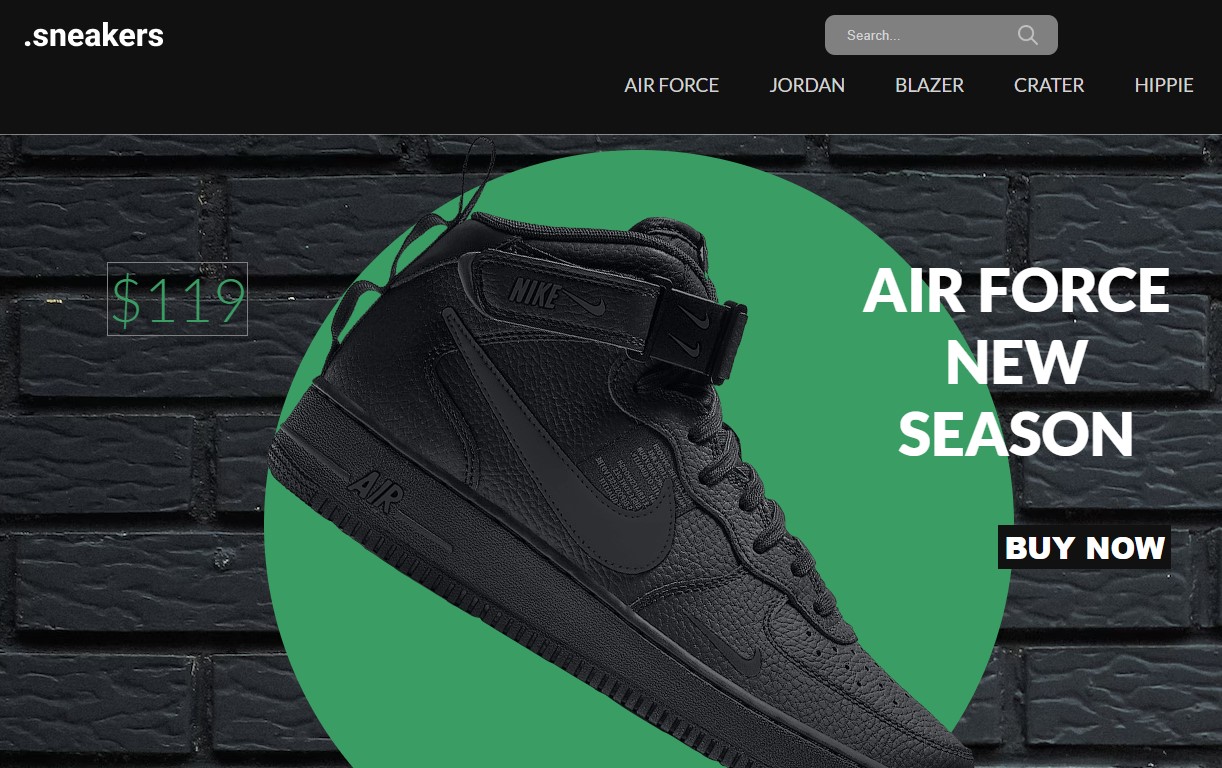 .sneakers
Search...
AIR FORCE
JORDAN
BLAZER
CRATER
HIPPIE
$119
NIKE
AIR
AIR FORCE
NEW
SEASON
BUY NOW